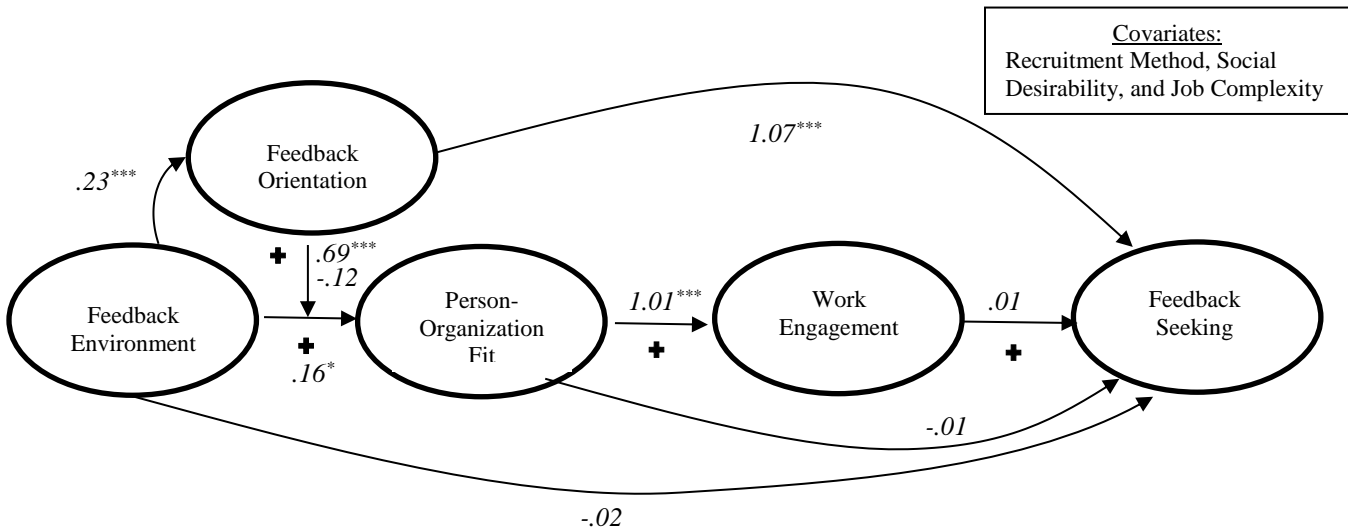 Covariates:
Recruitment Method, Social
Desirability, and Job Complexity
1.07***
Feedback
Orientation
.23***
.69***
-.12
Feedback
Environment
.16*
Person-
Organization
Fit
1.01***
Work
Engagement
.01
Feedback
Seeking
-.01
-.02